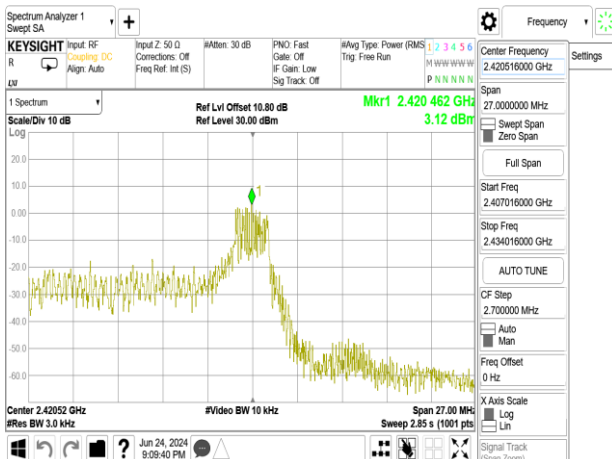 Spectrum Analyzer 1
Swept SA
Frequency
Settings
KEYSIGHT
R
Input: RF
Coupling: DC
Align: Auto
Input Z: 50 Ω
Corrections: Off
Freq Ref: Int (S)
#Atten: 30 dB
PNO: Fast
Gate: Off
IF Gain: Low
Sig Track: Off
#Avg Type: Power (RMS
Trig: Free Run
1 2 3 4 5 6
M W W W W W
P N N N N N
1 Spectrum
Scale/Div 10 dB
Log
Ref Lvl Offset 10.80 dB
Ref Level 30.00 dBm
Mkr1 2.420 462 GHz
3.12 dBm
20.0
10.0
0.00
-10.0
-20.0
-30.0
-40.0
-50.0
-60.0
1
Center 2.42052 GHz
#Res BW 3.0 kHz
#Video BW 10 kHz
Span 27.00 MHz
Sweep 2.85 s (1001 pts)
Jun 24, 2024
9:09:40 PM
Center Frequency
2.420516000 GHz
Span
27.0000000 MHz
Swept Span
Zero Span
Full Span
Start Freq
2.407016000 GHz
Stop Freq
2.434016000 GHz
AUTO TUNE
CF Step
2.700000 MHz
Auto
Man
Freq Offset
0 Hz
X Axis Scale
Log
Lin
Signal Track
(Span Zoom)